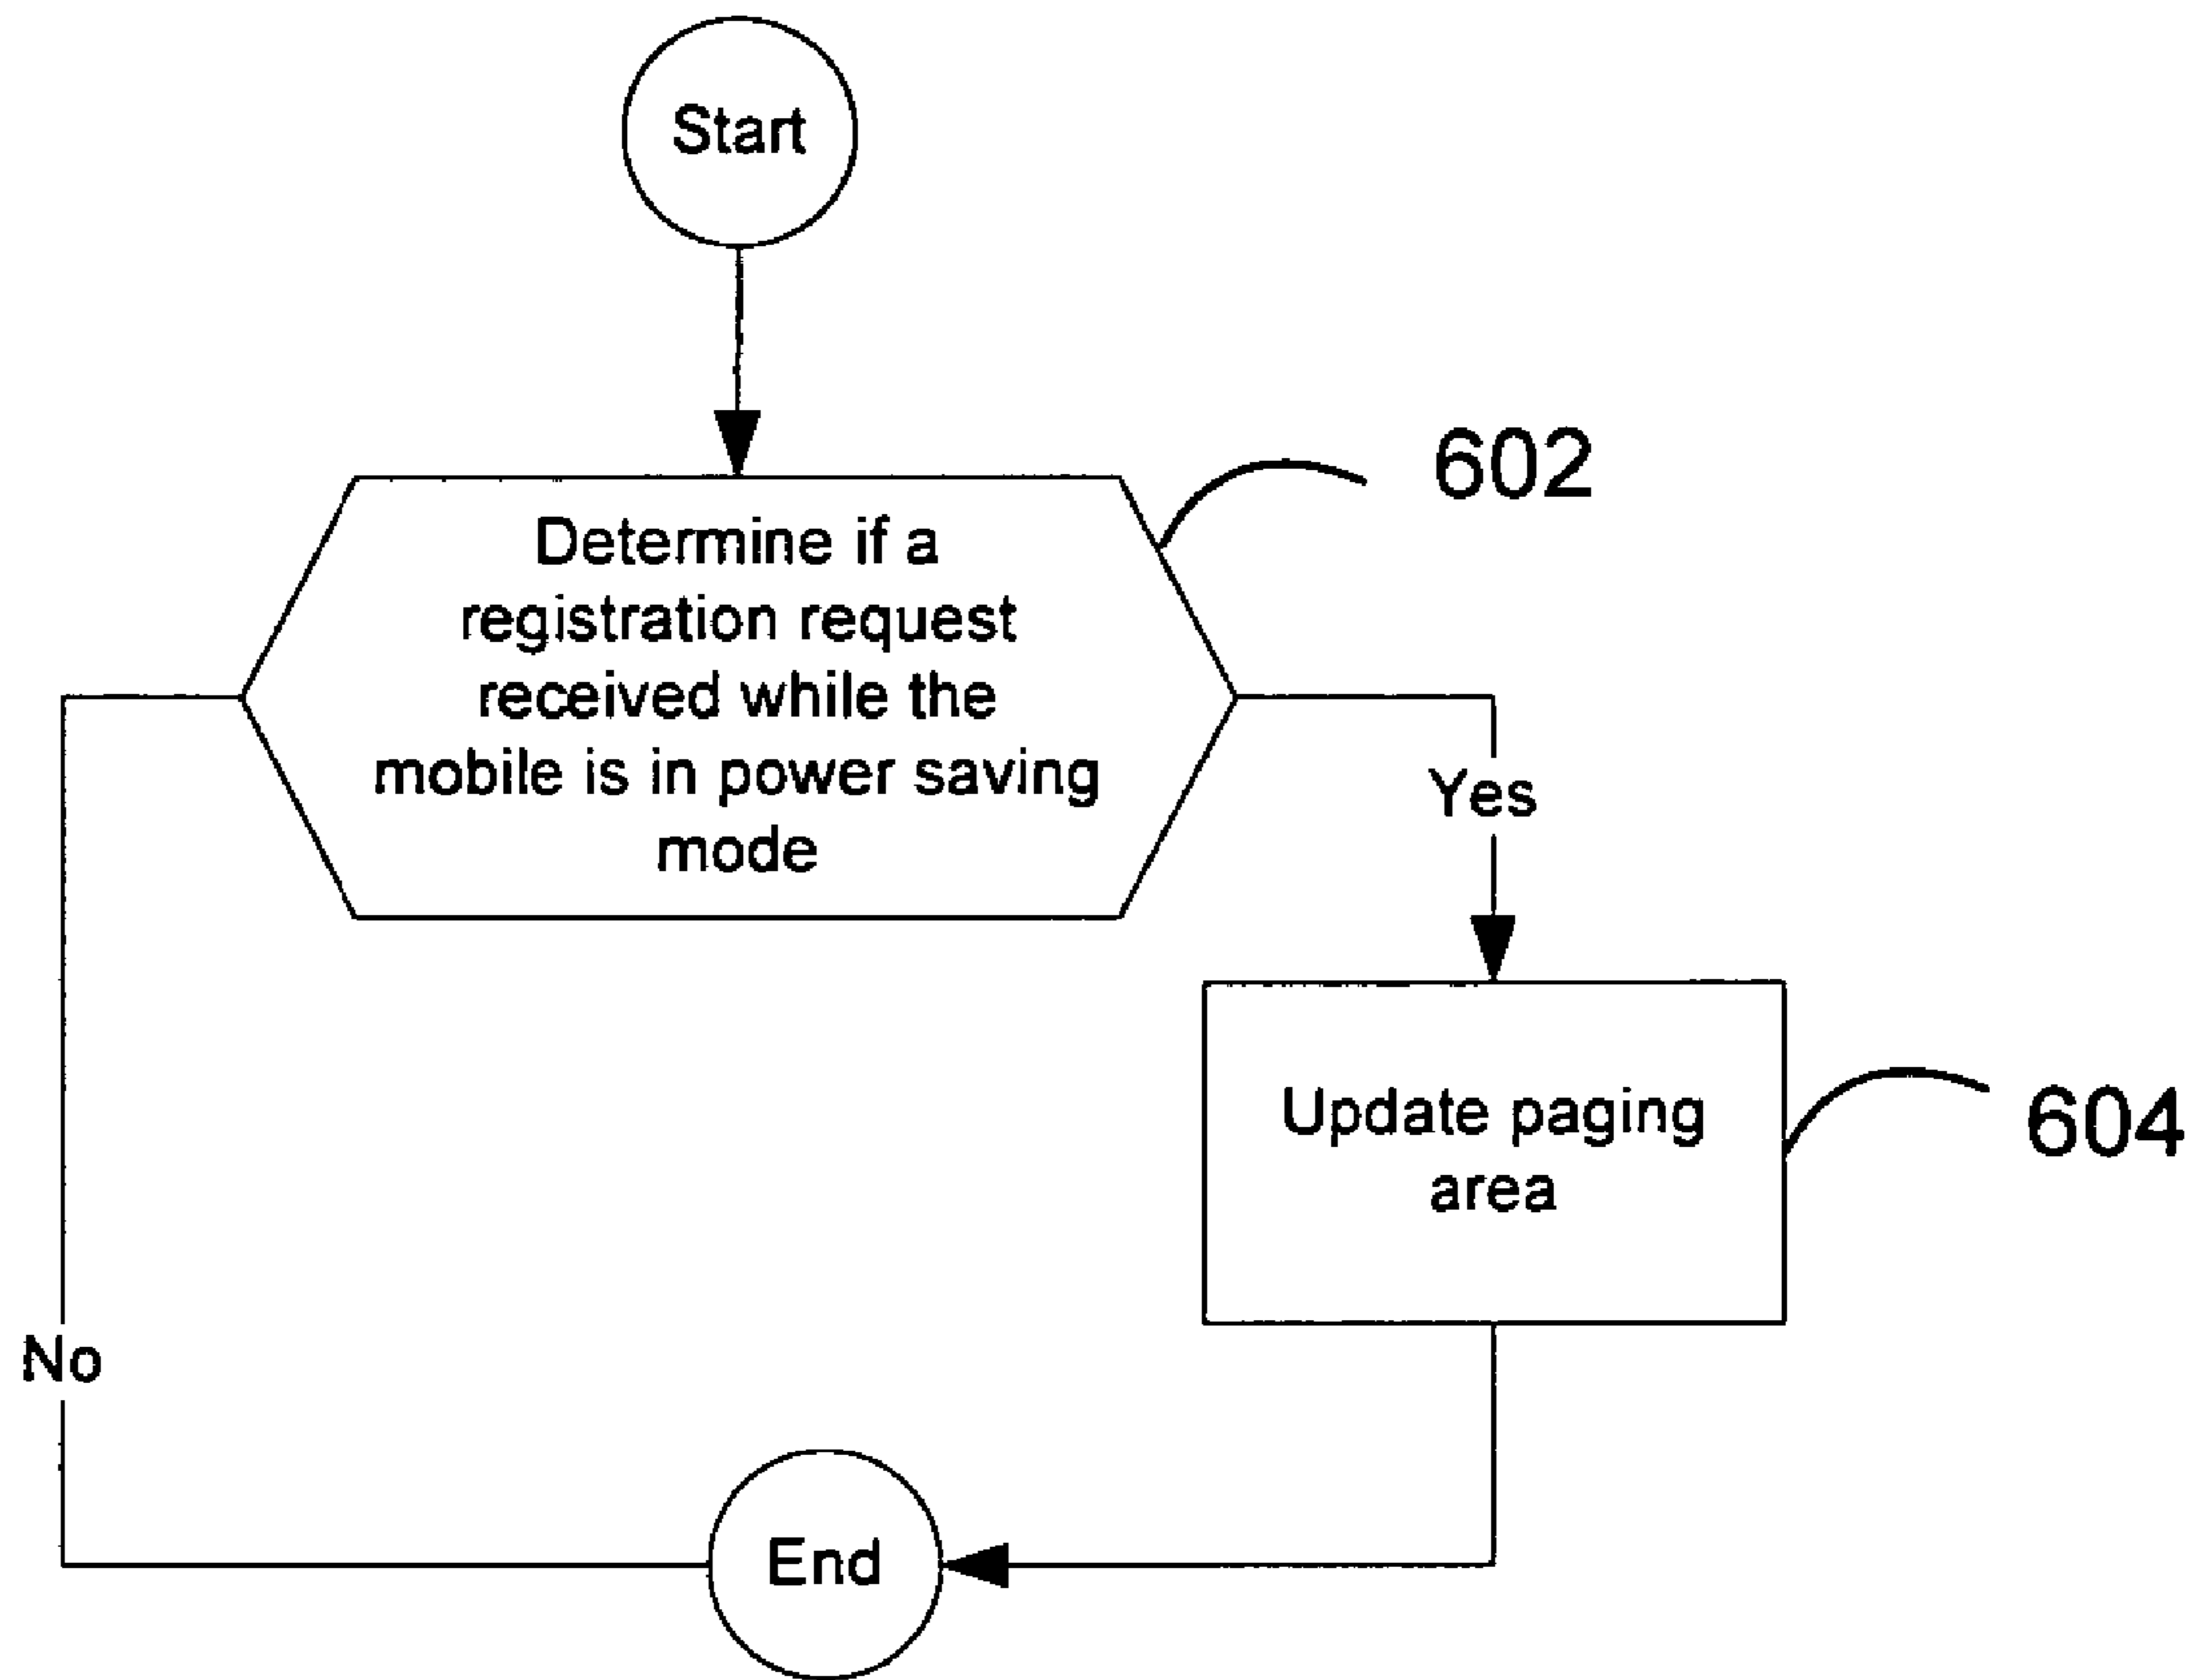 Start
602
Determine if a
registration request
received while the
mobile is in power saving
mode
Yes
Update paging
area
604
No
End